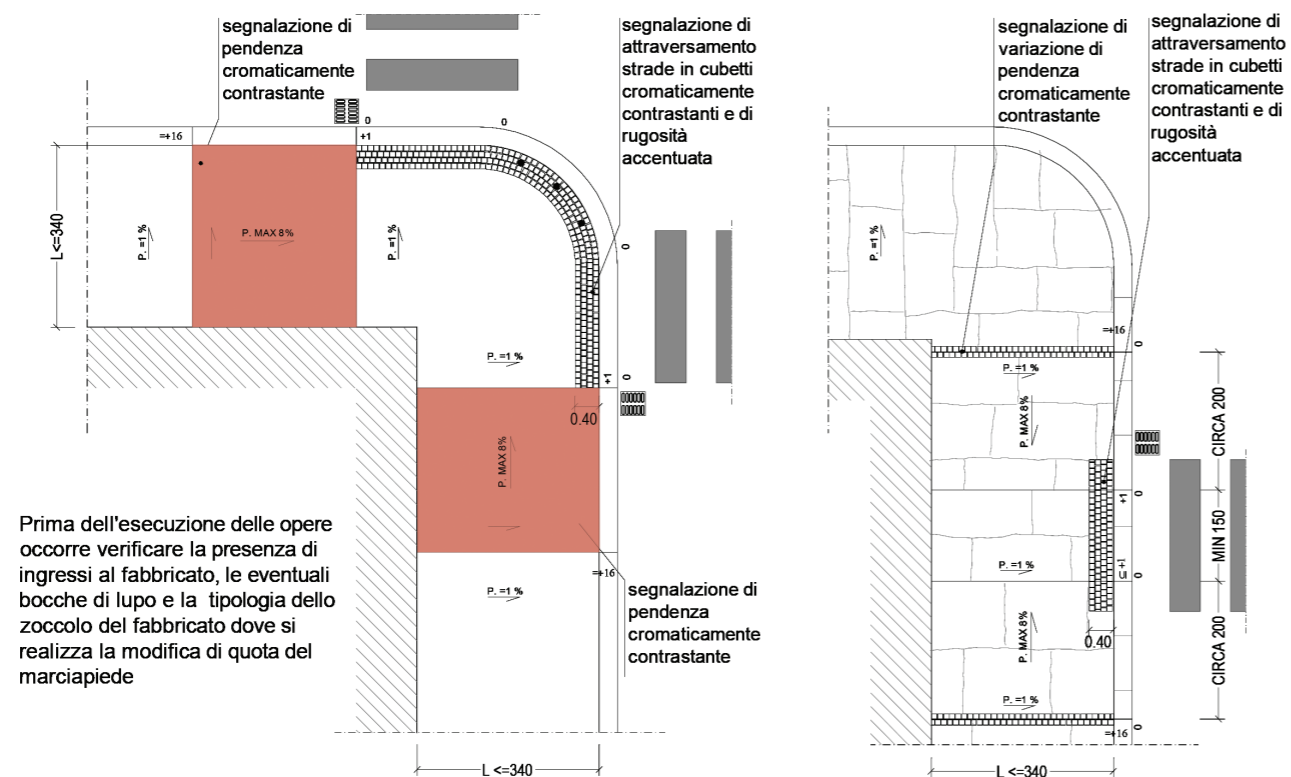 segnalazione di
pendenza
cromaticamente
contrastante
segnalazione di
attraversamento
strade in cubetti
cromaticamente
contrastanti e di
rugosità
accentuata
=+16
0
+1
0
L<=340
P. =1 %
P. MAX 8%
P. =1 %
0
P. =1 %
+1
0
0.40
P. MAX 8%
=+16
P. =1 %
segnalazione di
pendenza
cromaticamente
contrastante
L <=340
Prima dell'esecuzione delle opere
occorre verificare la presenza di
ingressi al fabbricato, le eventuali
bocche di lupo e la tipologia dello
zoccolo del fabbricato dove si
realizza la modifica di quota del
marciapiede
segnalazione di
variazione di
pendenza
cromaticamente
contrastante
segnalazione di
attraversamento
strade in cubetti
cromaticamente
contrastanti e di
rugosità
accentuata
P. =1 %
=+16
0
P. =1 %
P. MAX 8%
CIRCA 200
+1
0
MIN 150
P. =1 %
+1
0
0.40
P. MAX 8%
CIRCA 200
P. =1 %
=+16
0
L <=340